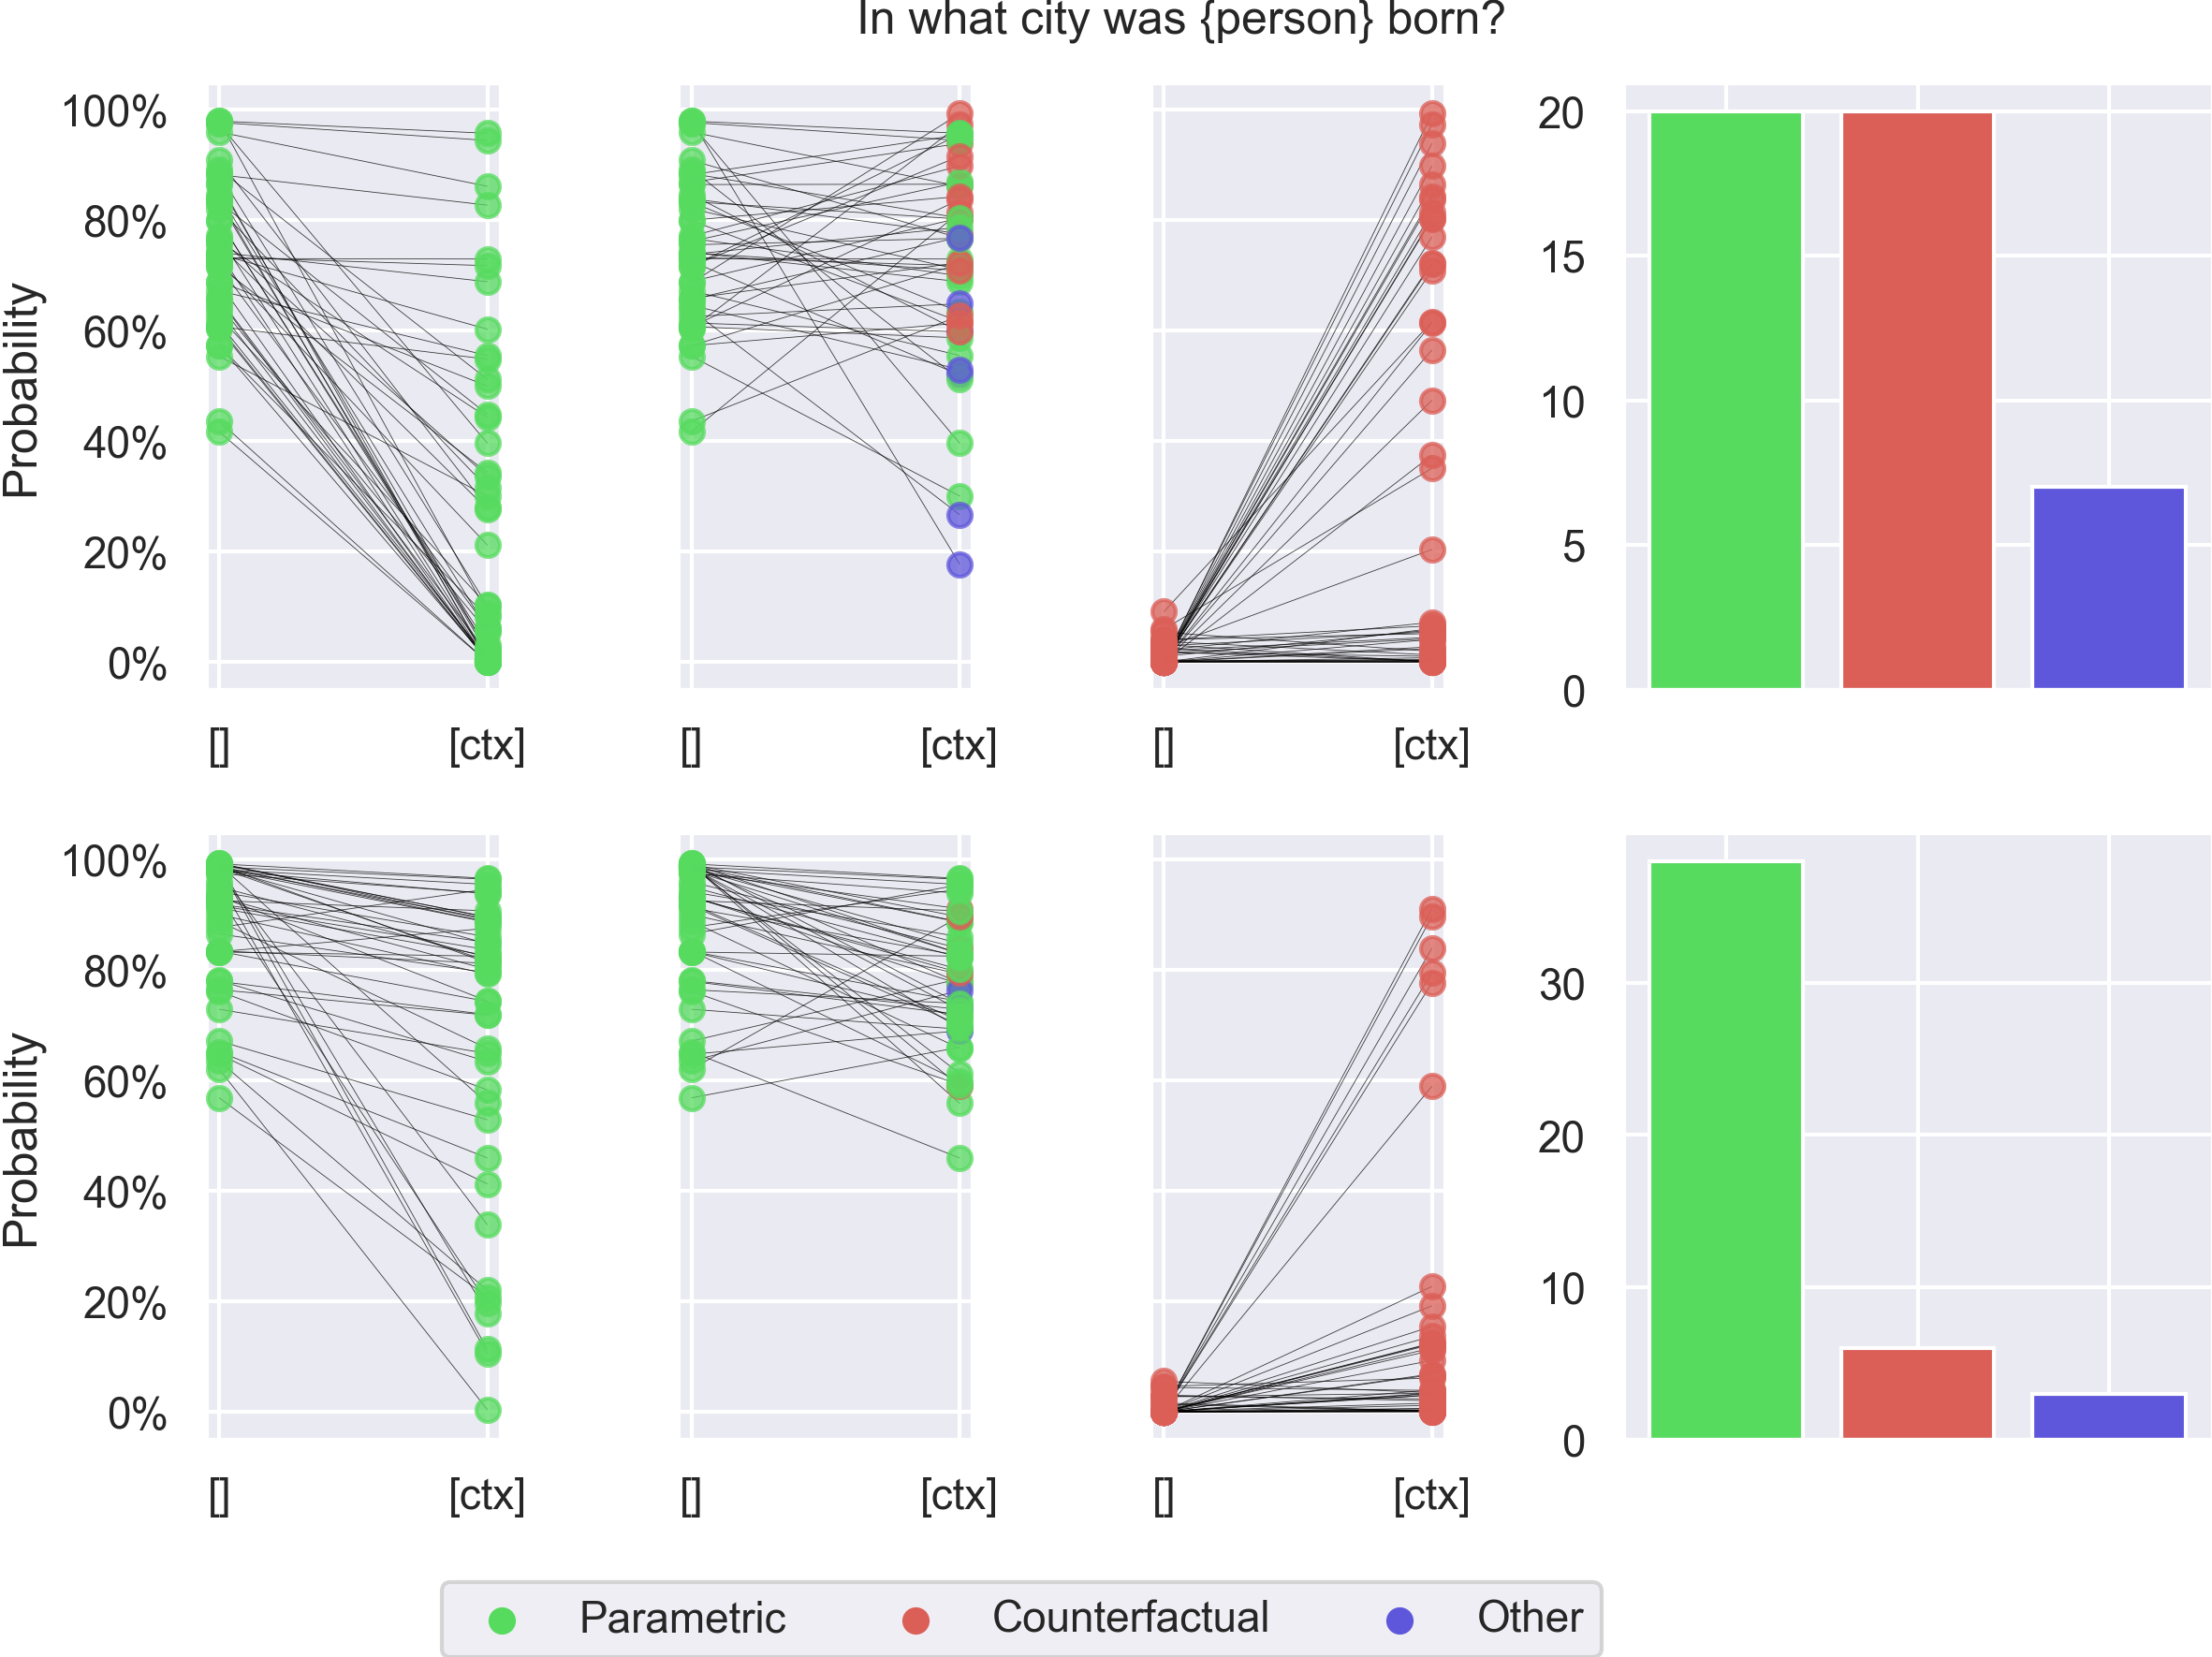 In what city was {person} born?
Probability
100%
80%
60%
40%
20%
0%
[]
[ctx]
[]
[ctx]
[]
[ctx]
20
15
10
5
0
Probability
100%
80%
60%
40%
20%
0%
[]
[ctx]
[]
[ctx]
[]
[ctx]
30
20
10
0
Parametric
Counterfactual
Other